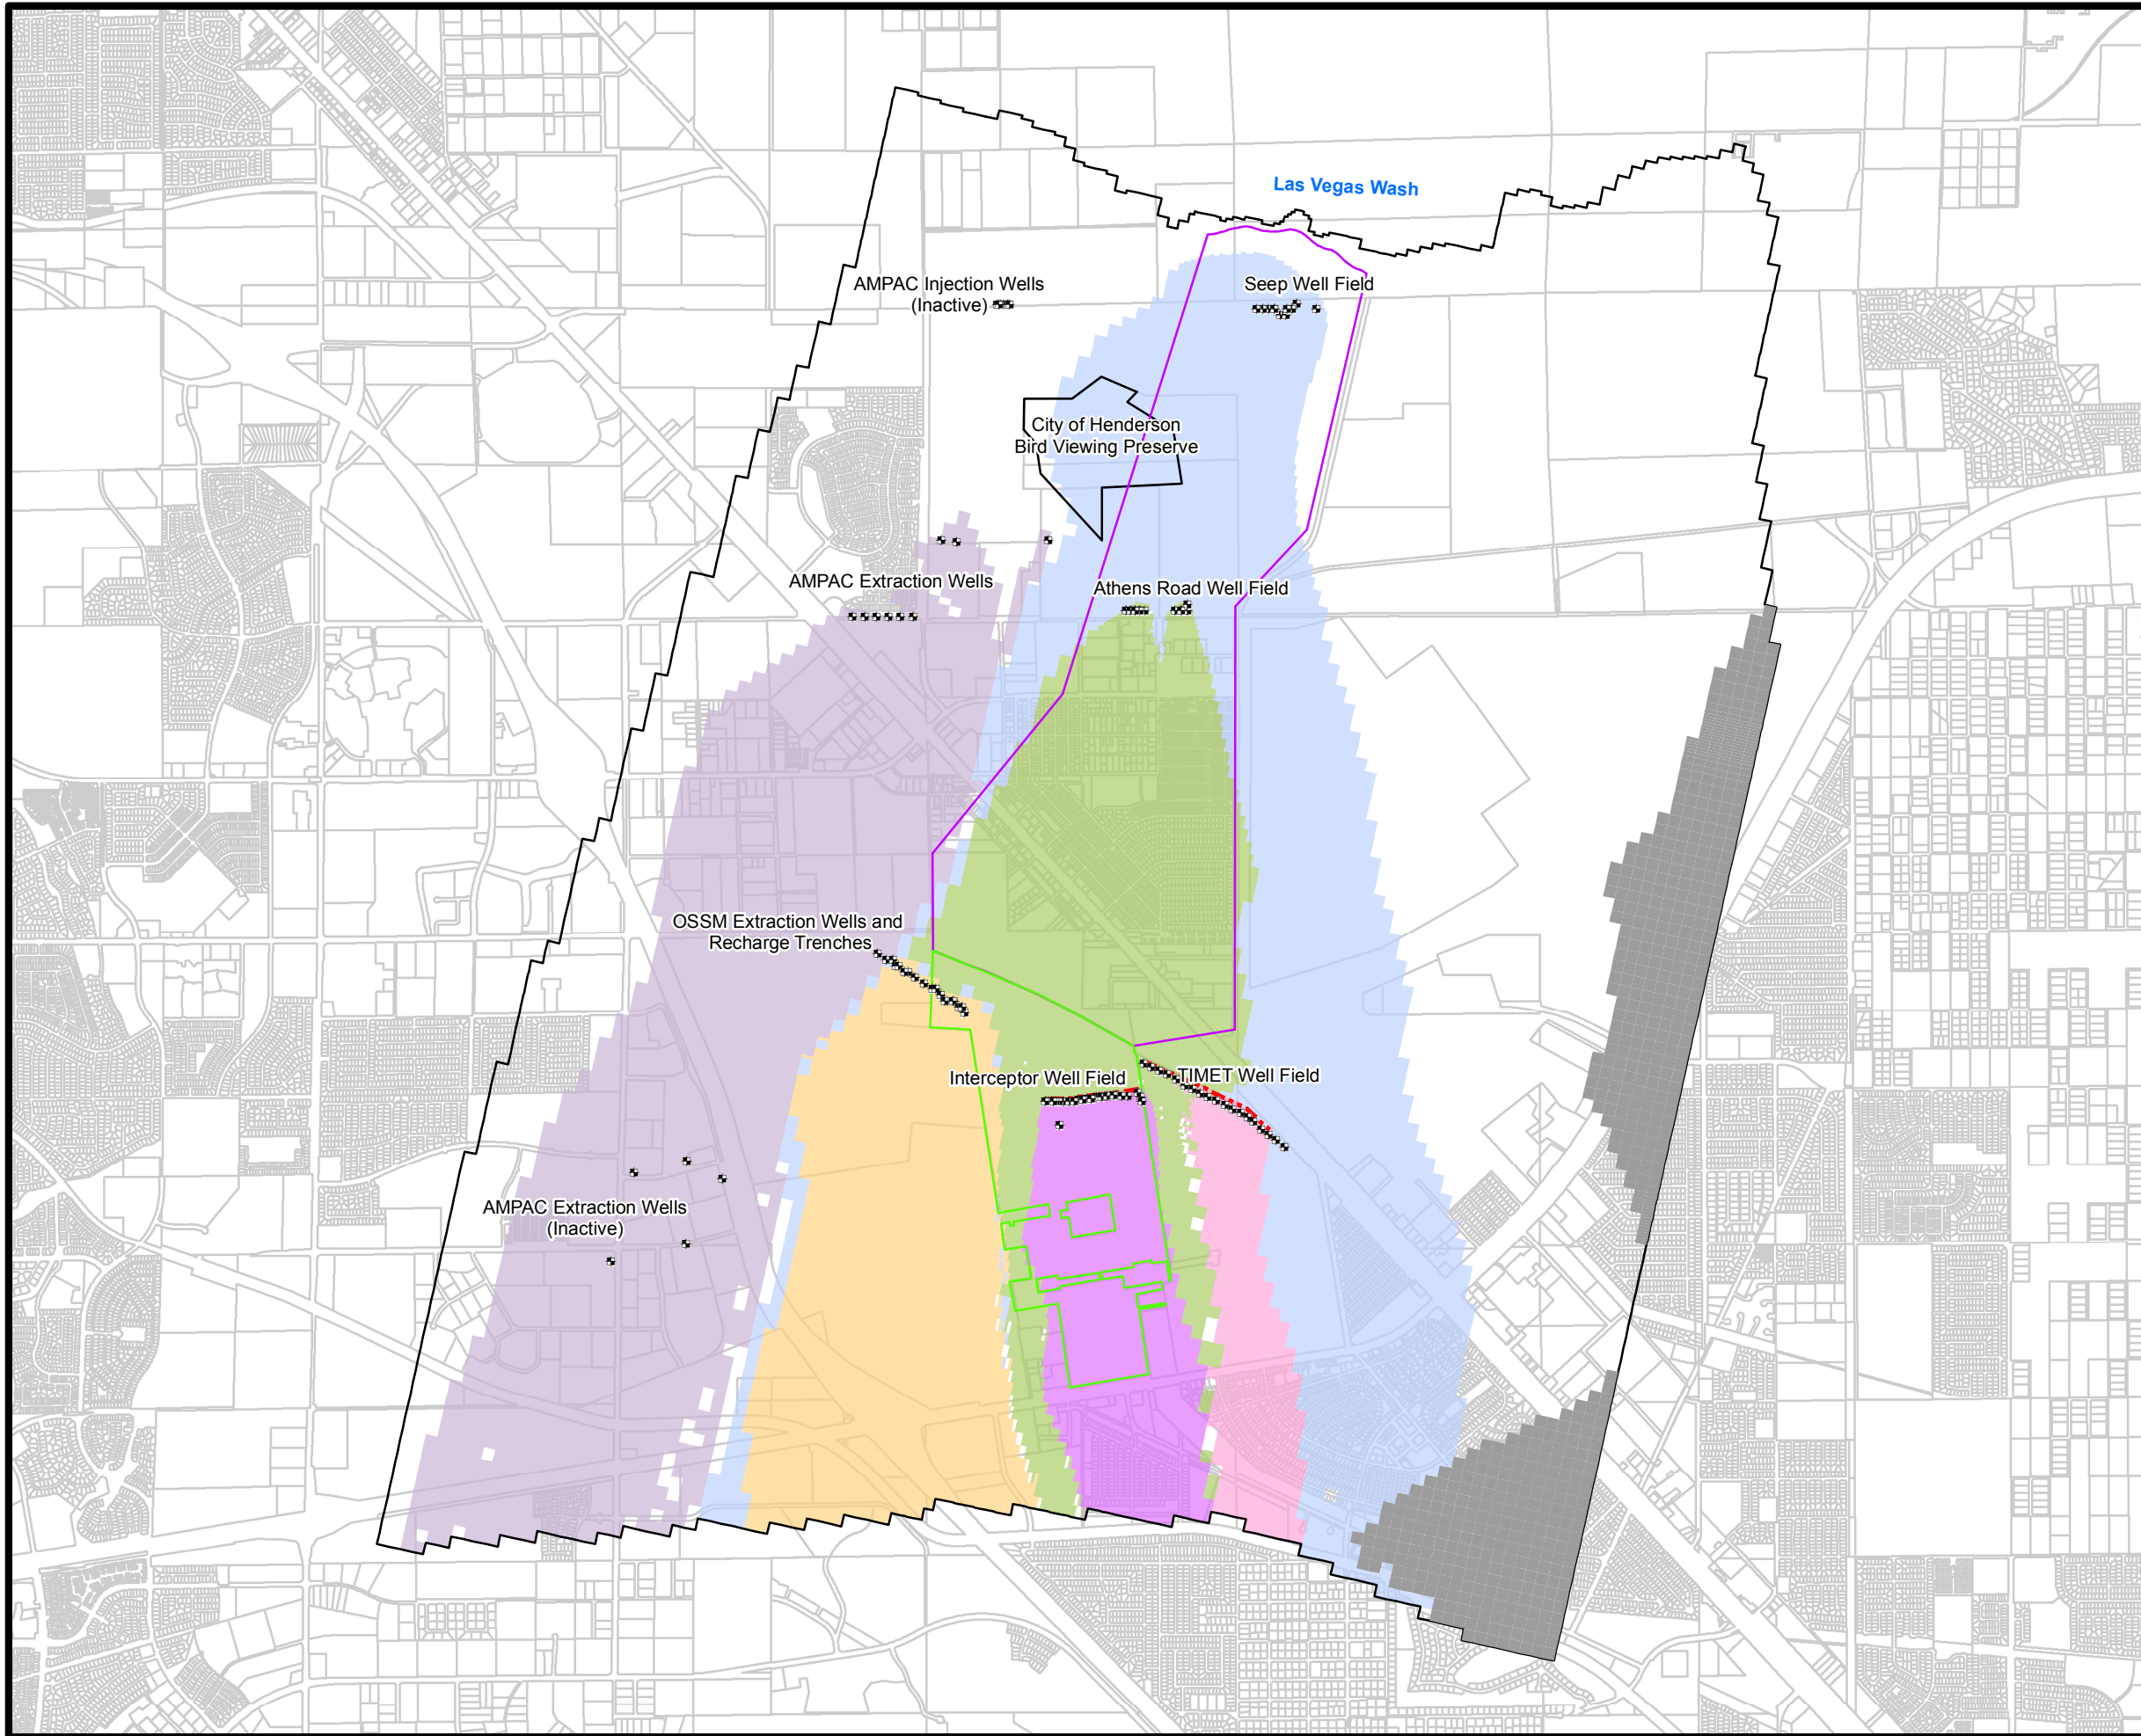 Las Vegas Wash
AMPAC Injection Wells
(Inactive)
Seep Well Field
City of Henderson
Bird Viewing Preserve
AMPAC Extraction Wells
Athens Road Well Field
OSSM Extraction Wells and
Recharge Trenches
Interceptor Well Field
TIMET Well Field
AMPAC Extraction Wells
(Inactive)